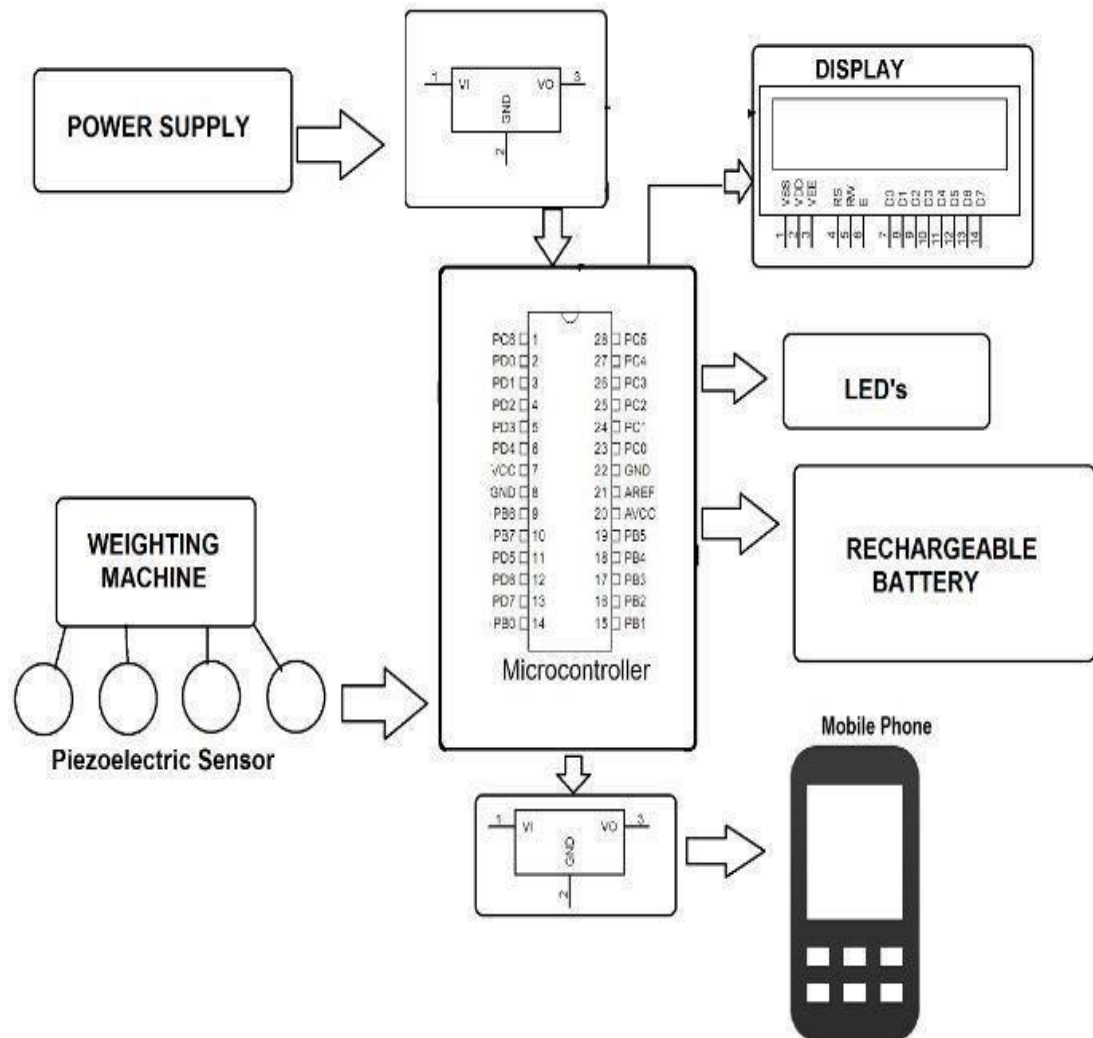 POWER SUPPLY
1 VI VO 3
GND
2
DISPLAY
VSS VDD VEE RS RW E D0 D1 D2 D3 D4 D5 D6 D7
1 2 3 4 5 6 7 8 9 10 11 12 13 14
PC6 1 28 PC5
PD0 2 27 PC4
PD1 3 26 PC3
PD2 4 25 PC2
PD3 5 24 PC1
PD4 6 23 PC0
VCC 7 22 GND
GND 8 21 AREF
PB6 9 20 AVCC
PB7 10 19 PB5
PD5 11 18 PB4
PD6 12 17 PB3
PD7 13 16 PB2
PB0 14 15 PB1
Microcontroller
LED's
RECHARGEABLE
BATTERY
WEIGHTING
MACHINE
Piezoelectric Sensor
1 VI VO 3
GND
2
Mobile Phone